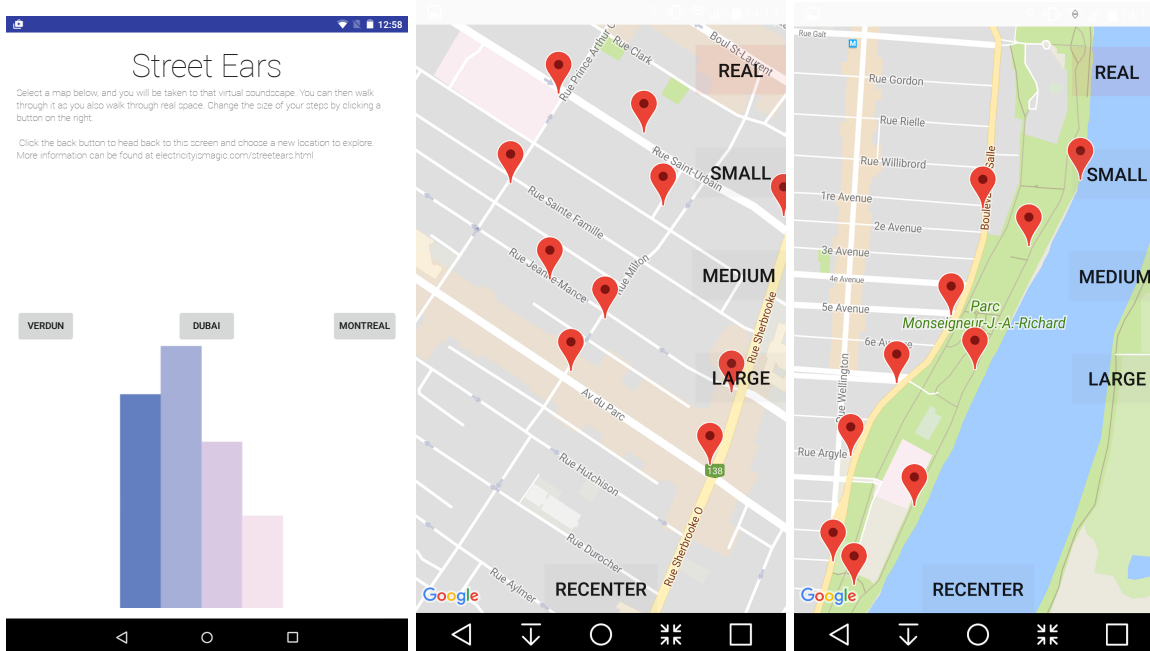 12:58
Street Ears
Select a map below, and you will be taken to that virtual soundscape. You can then walk
through it as you also walk through real space. Change the size of your steps by clicking a
button on the right.
Click the back button to head back to this screen and choose a new location to explore.
More information can be found at electricityismagic.com/streetears.html
VERDUN
DUBAI
MONTREAL
Rue Prince Arthur O
Rue Clark
Boul St-Laurent
REAL
Rue Saint-Urbain
SMALL
Rue Sainte Famille
Rue Jeanne-Mance
Rue Milton
MEDIUM
Rue Sherbrooke
LARGE
Av du Parc
138
Rue Hutchison
Rue Sherbrooke O
Rue Durocher
Rue Aylmer
RECENTER
Google
Rue Galt
M
REAL
Rue Gordon
Rue Rielle
Rue Willibrord
SMALL
1re Avenue
2e Avenue
3e Avenue
MEDIUM
4e Avenue
5e Avenue
Parc
Monseigneur-J.-A.-Richard
LARGE
Rue Wellington
Rue Argyle
RECENTER
Google